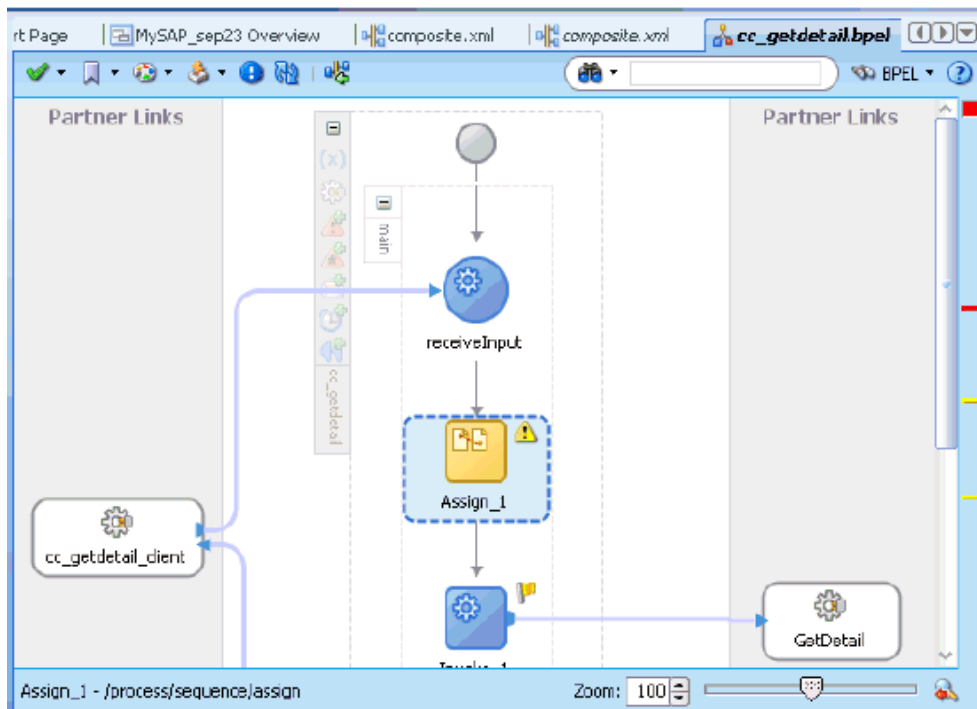 rt Page
MySAP_sep23 Overview
composite.xml
composite.xml
cc_getdetail.bpel
BPEL
Partner Links
Partner Links
(x)
main
receiveInput
cc_getdetail
Assign_1
cc_getdetail_client
GetDetail
Assign_1 - /process/sequence/assign
Zoom: 100